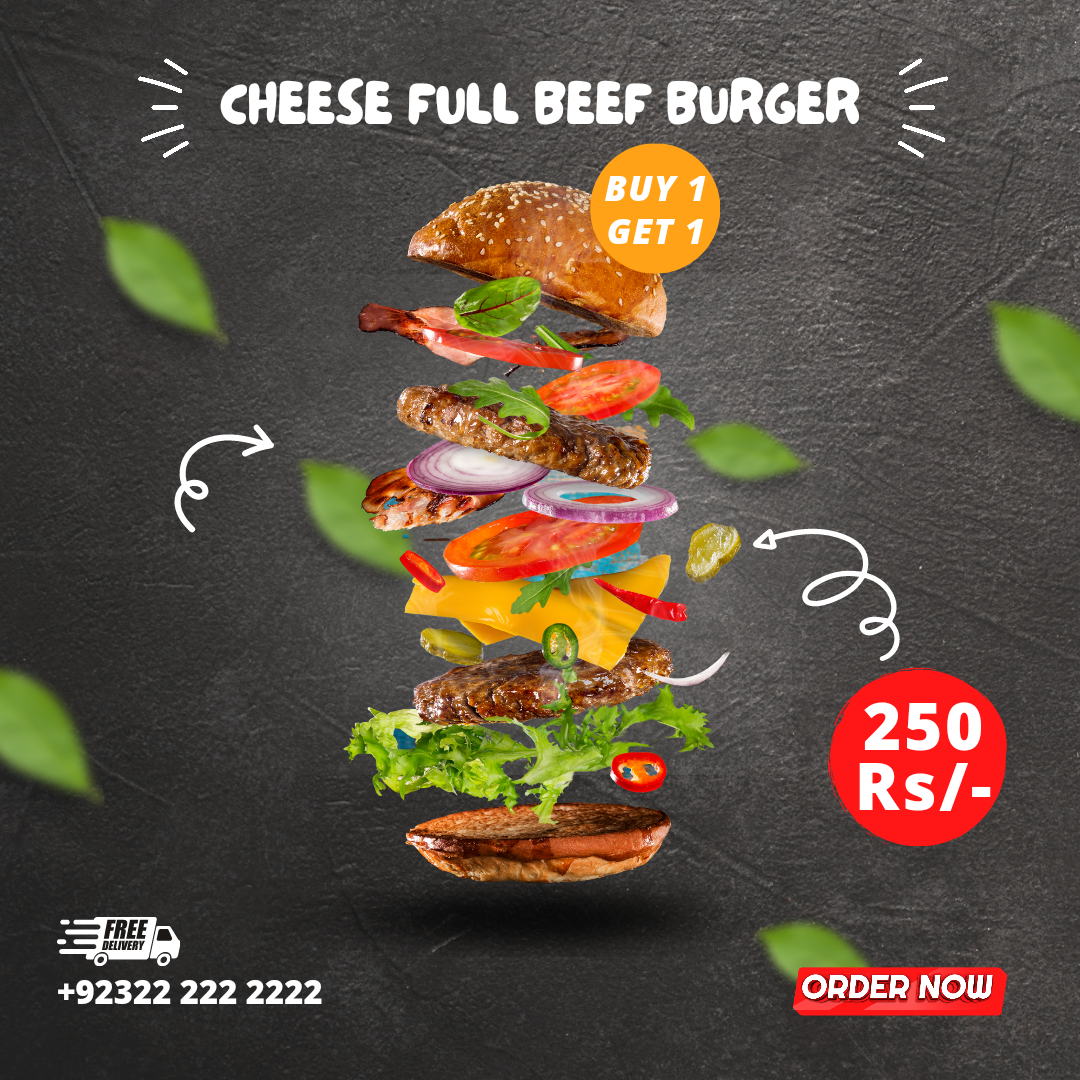 CHEESE FULL BEEF BURGER
BUY 1
GET 1
250
Rs/-
FREE
DELIVERY
+92322 222 2222
ORDER NOW